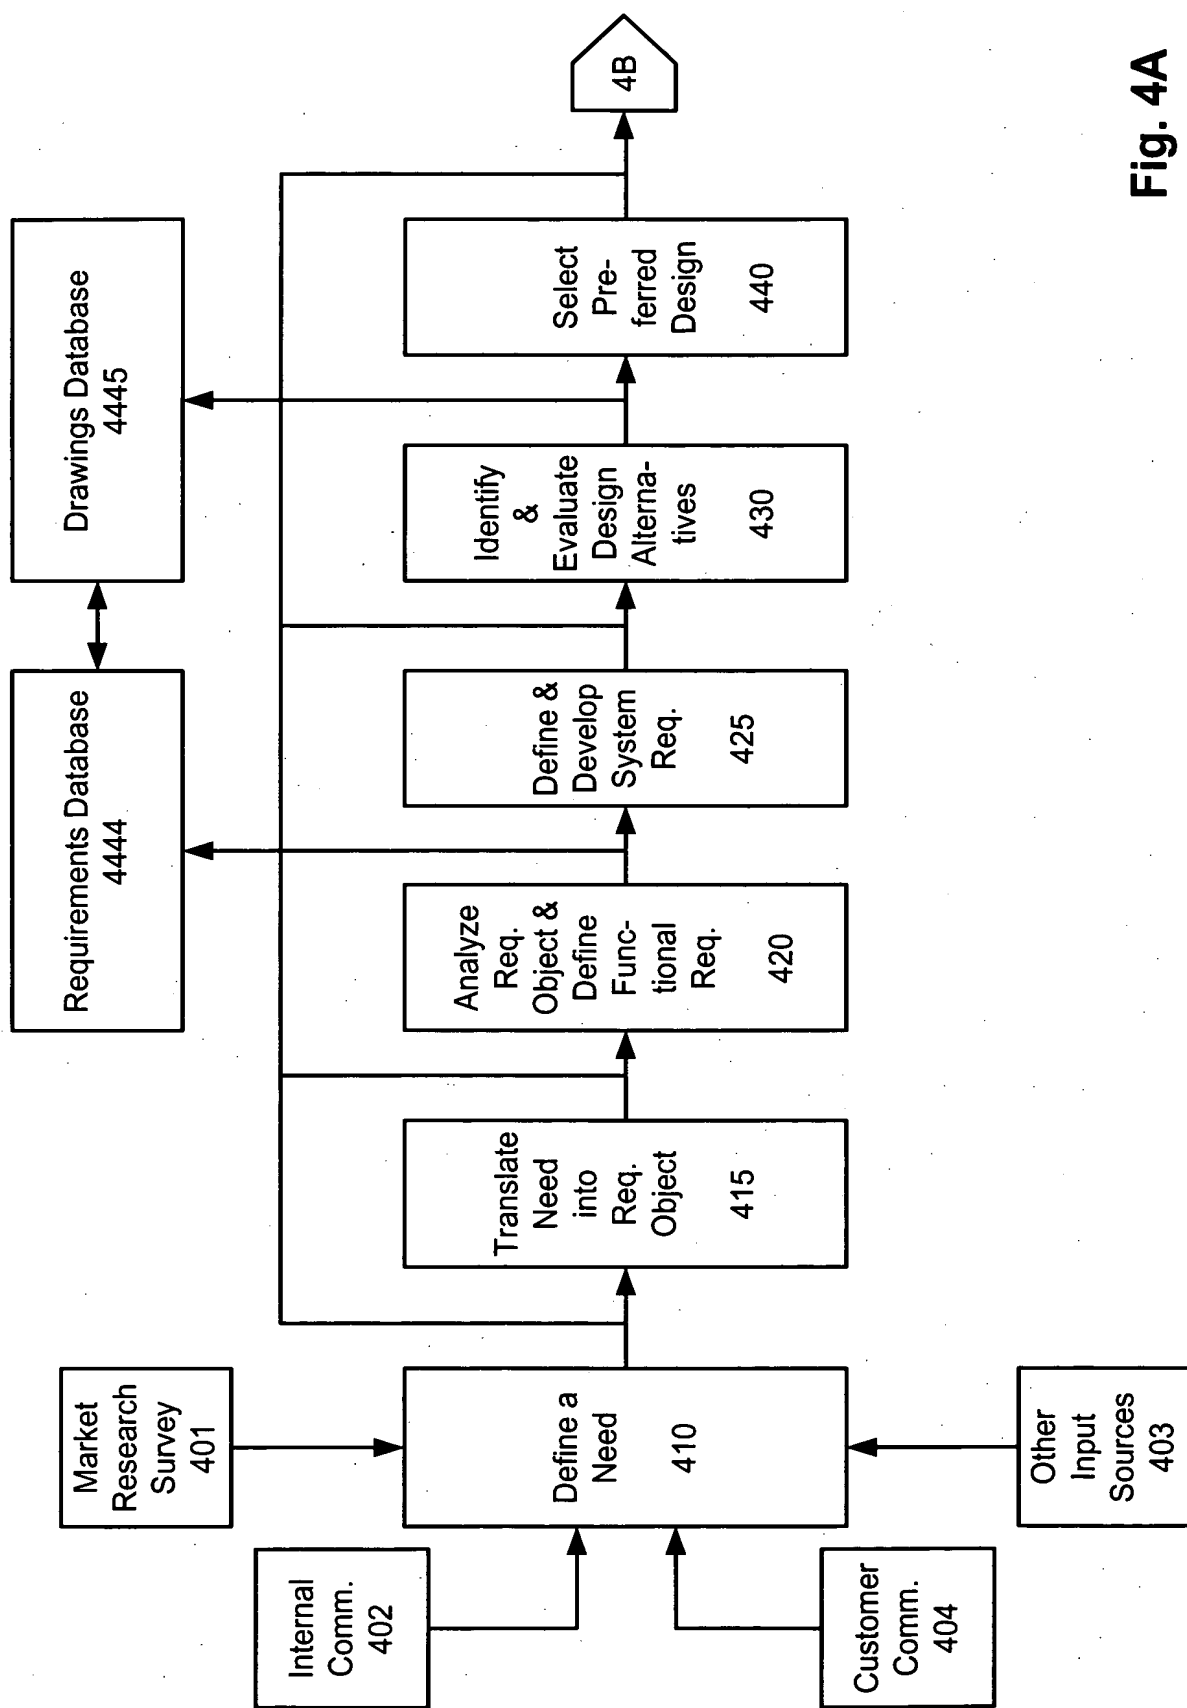 Requirements Database
4444
Drawings Database
4445
Market
Research
Survey
401
Internal
Comm.
402
Define a
Need
410
Customer
Comm.
404
Other
Input
Sources
403
Translate
Need
into
Req.
Object
415
Analyze
Req.
Object &
Define
Func-
tional
Req.
420
Define &
Develop
System
Req.
425
Identify
&
Evaluate
Design
Alterna-
tives
430
Select
Pre-
ferred
Design
440
4B
Fig. 4A